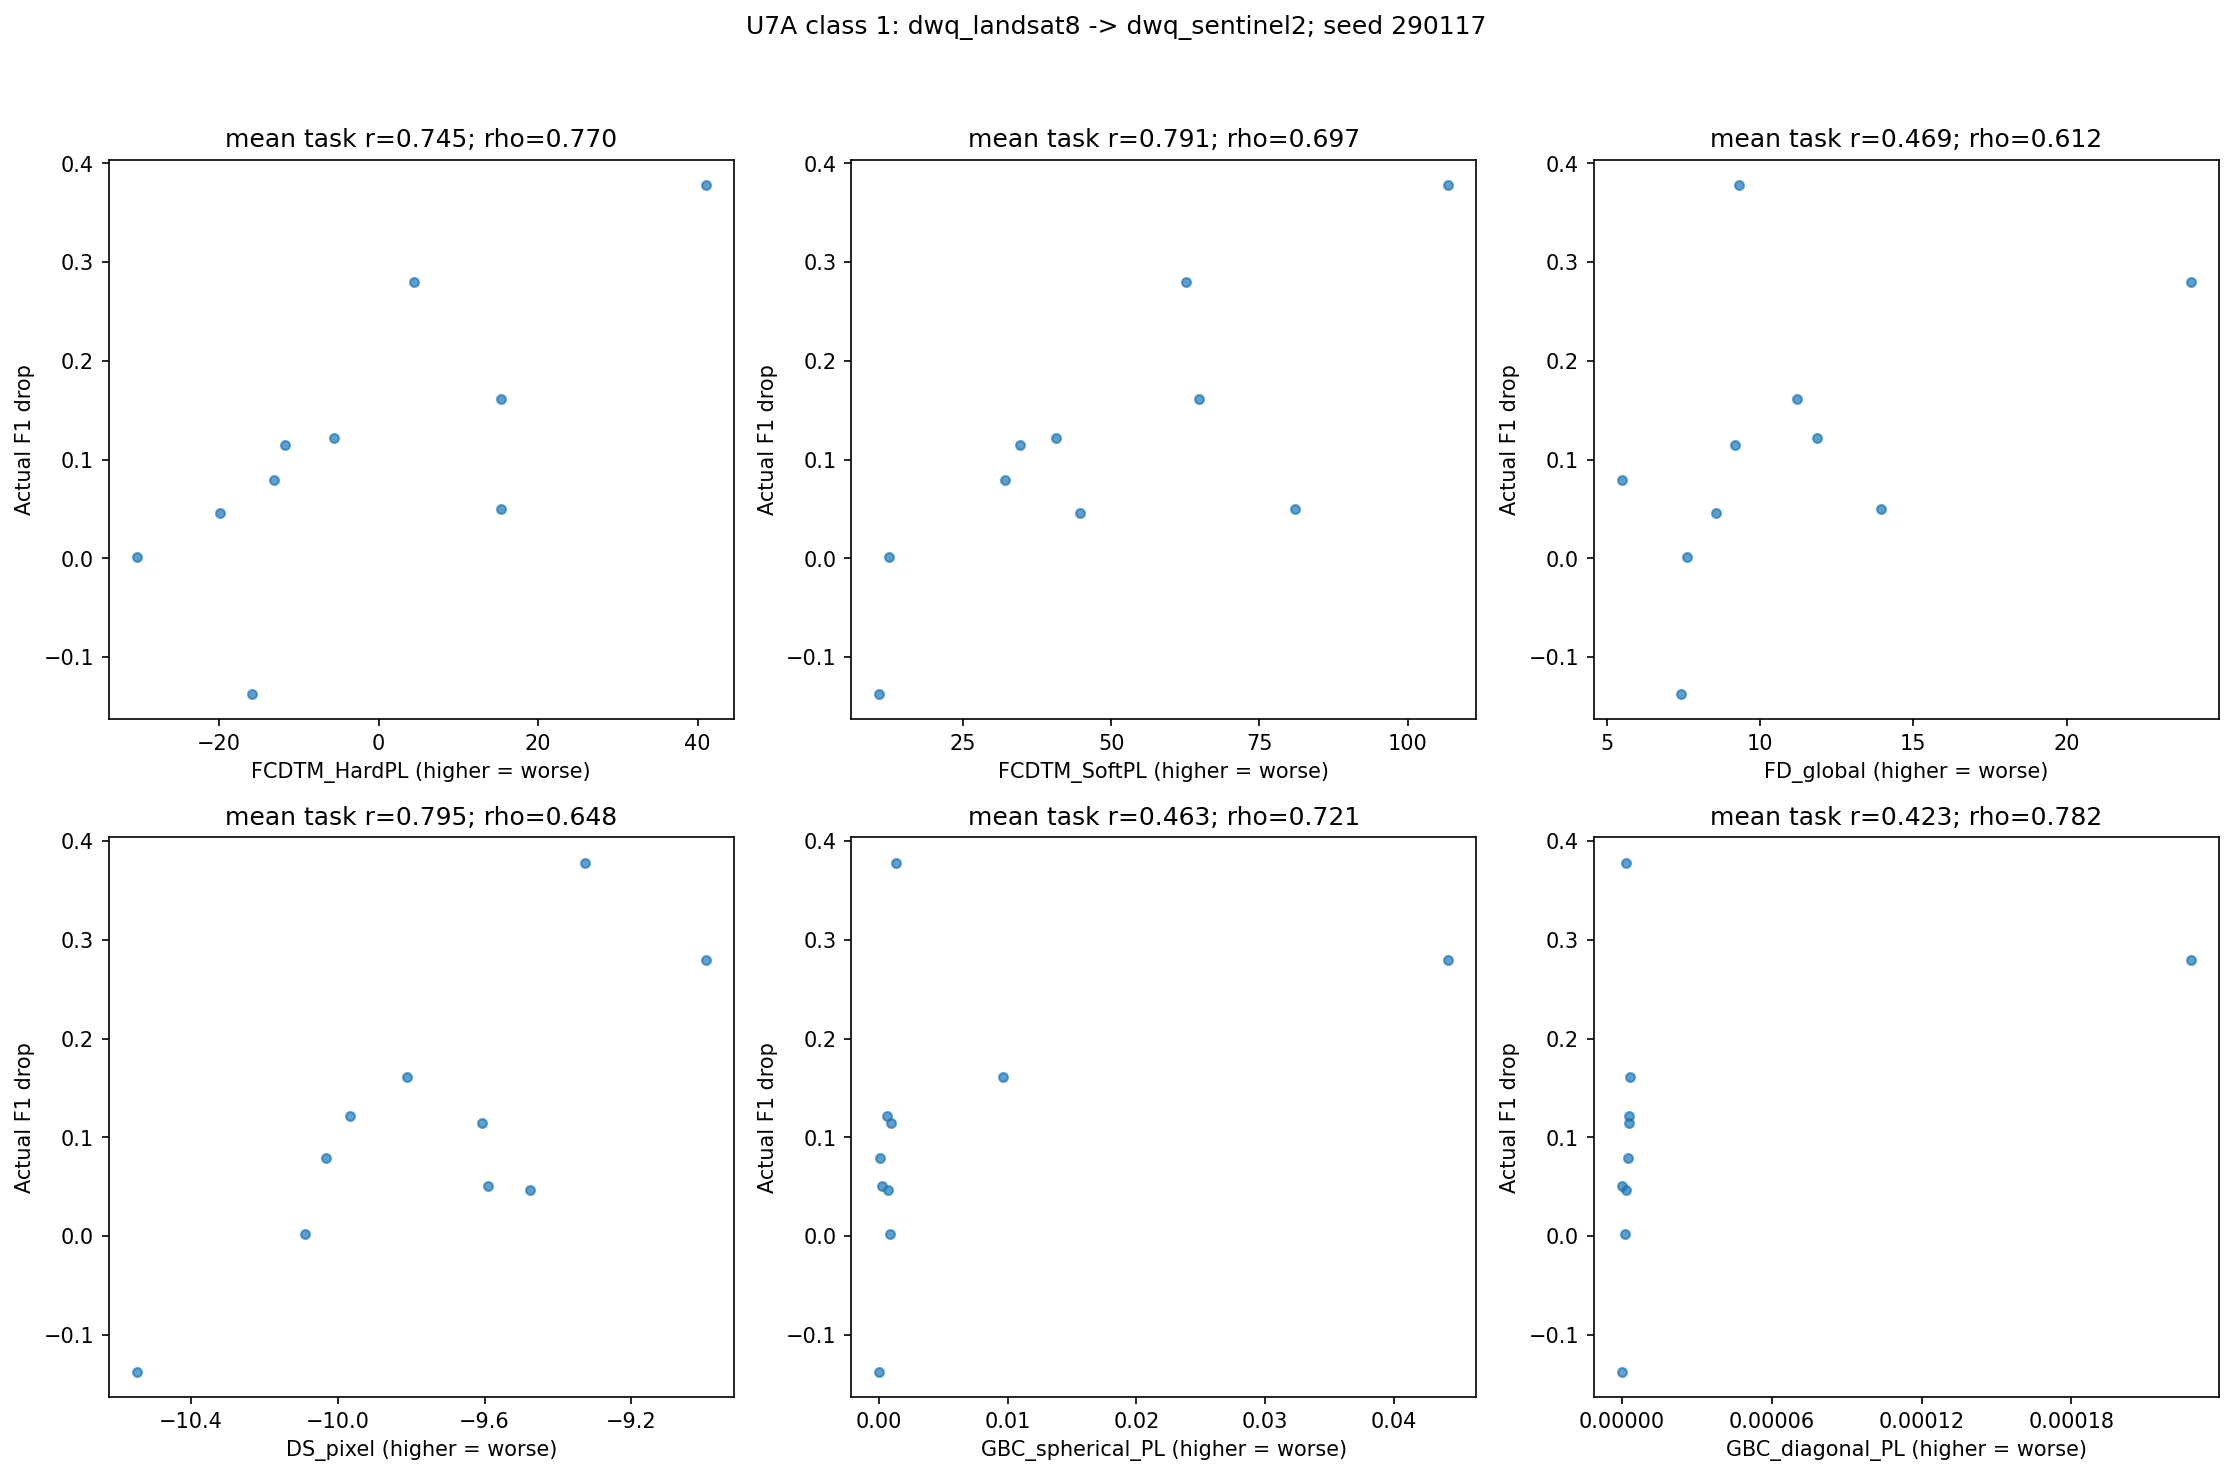 U7A class 1: dwq_landsat8 -> dwq_sentinel2; seed 290117
mean task r=0.745; rho=0.770
0.4
0.3
0.2
0.1
0.0
−0.1
Actual F1 drop
−20 0 20 40
FCDTM_HardPL (higher = worse)
mean task r=0.791; rho=0.697
0.4
0.3
0.2
0.1
0.0
−0.1
Actual F1 drop
25 50 75 100
FCDTM_SoftPL (higher = worse)
mean task r=0.469; rho=0.612
0.4
0.3
0.2
0.1
0.0
−0.1
Actual F1 drop
5 10 15 20
FD_global (higher = worse)
mean task r=0.795; rho=0.648
0.4
0.3
0.2
0.1
0.0
−0.1
Actual F1 drop
−10.4 −10.0 −9.6 −9.2
DS_pixel (higher = worse)
mean task r=0.463; rho=0.721
0.4
0.3
0.2
0.1
0.0
−0.1
Actual F1 drop
0.00 0.01 0.02 0.03 0.04
GBC_spherical_PL (higher = worse)
mean task r=0.423; rho=0.782
0.4
0.3
0.2
0.1
0.0
−0.1
Actual F1 drop
0.00000 0.00006 0.00012 0.00018
GBC_diagonal_PL (higher = worse)